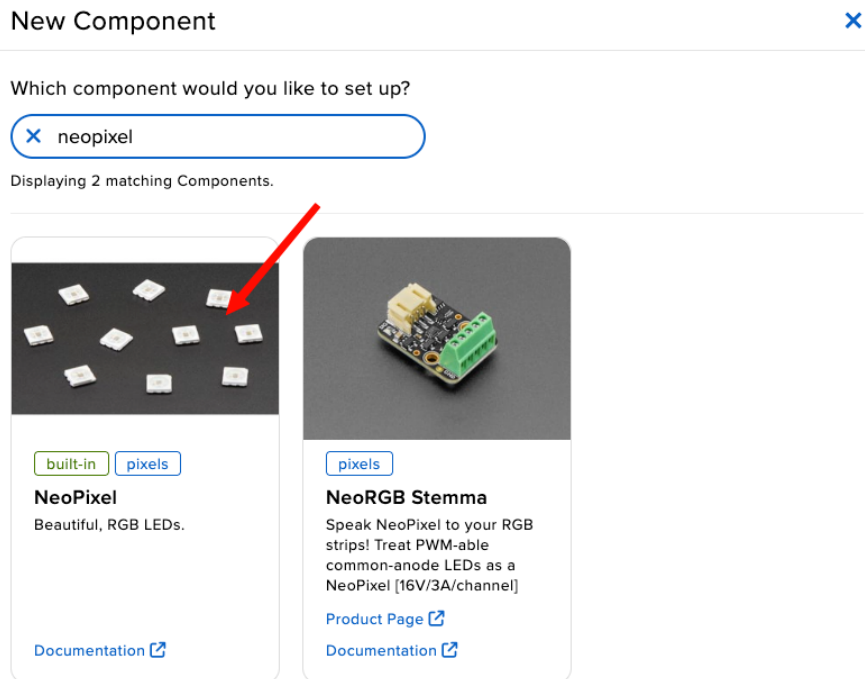 New Component
Which component would you like to set up?
neopixel
Displaying 2 matching Components.
built-in pixels
NeoPixel
Beautiful, RGB LEDs.
Documentation
pixels
NeoRGB Stemma
Speak NeoPixel to your RGB
strips! Treat PWM-able
common-anode LEDs as a
NeoPixel [16V/3A/channel]
Product Page
Documentation